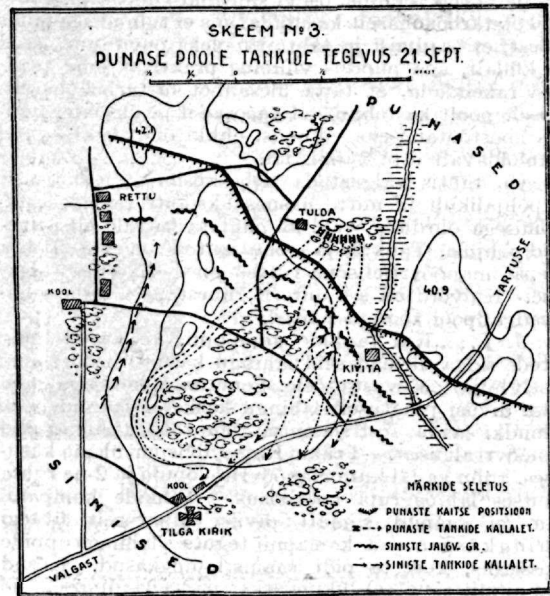 SKEEM № 3.
PUNASE POOLE TANKIDE TEGEVUS 21. SEPT.
42.1
PUNASED
RETTU
TULDA
KOOL
40,9
TARTUSSE
KIVITA
SINISED
KOOL
TILGA KIRIK
VALGAST
MÄRKIDE SELETUS
PUNASTE KAITSE POSITSIOON
PUNASTE TANKIDE KALLALET.
SINISTE JALGV. GR.
SINISTE TANKIDE KALLALET.